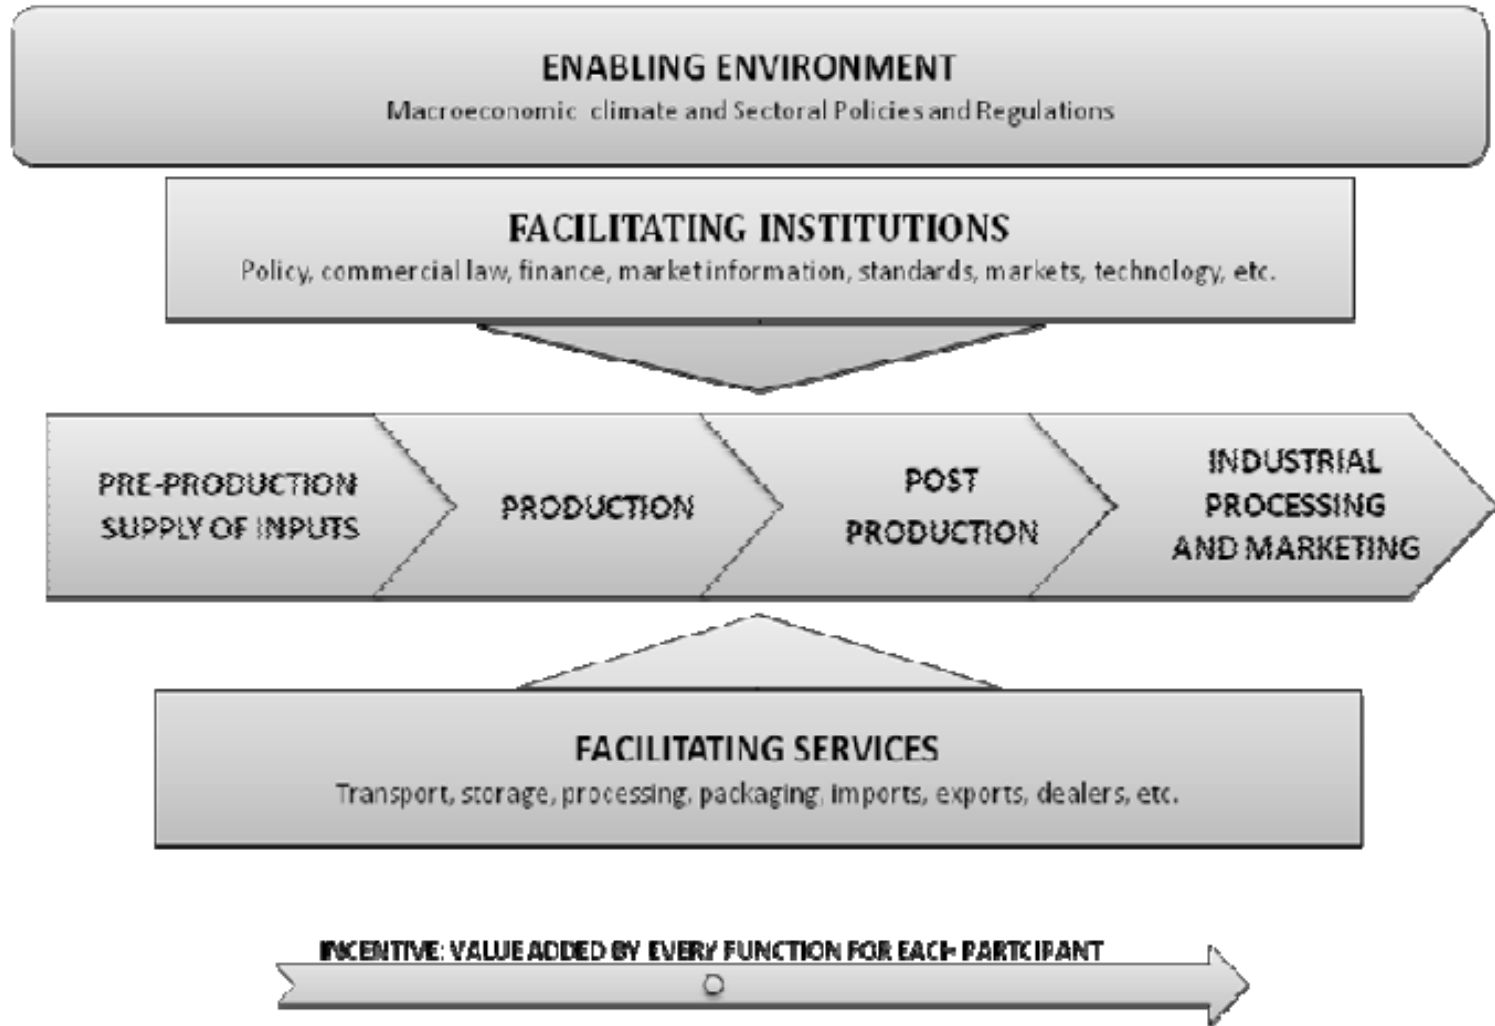 ENABLING ENVIRONMENT
Macroeconomic climate and Sectoral Policies and Regulations
FACILITATING INSTITUTIONS
Policy, commercial law, finance, market information, standards, markets, technology, etc.
PRE-PRODUCTION
SUPPLY OF INPUTS
PRODUCTION
POST
PRODUCTION
INDUSTRIAL
PROCESSING
AND MARKETING
FACILITATING SERVICES
Transport, storage, processing, packaging, imports, exports, dealers, etc.
INCENTIVE: VALUE ADDED BY EVERY FUNCTION FOR EACH PARTCIPANT